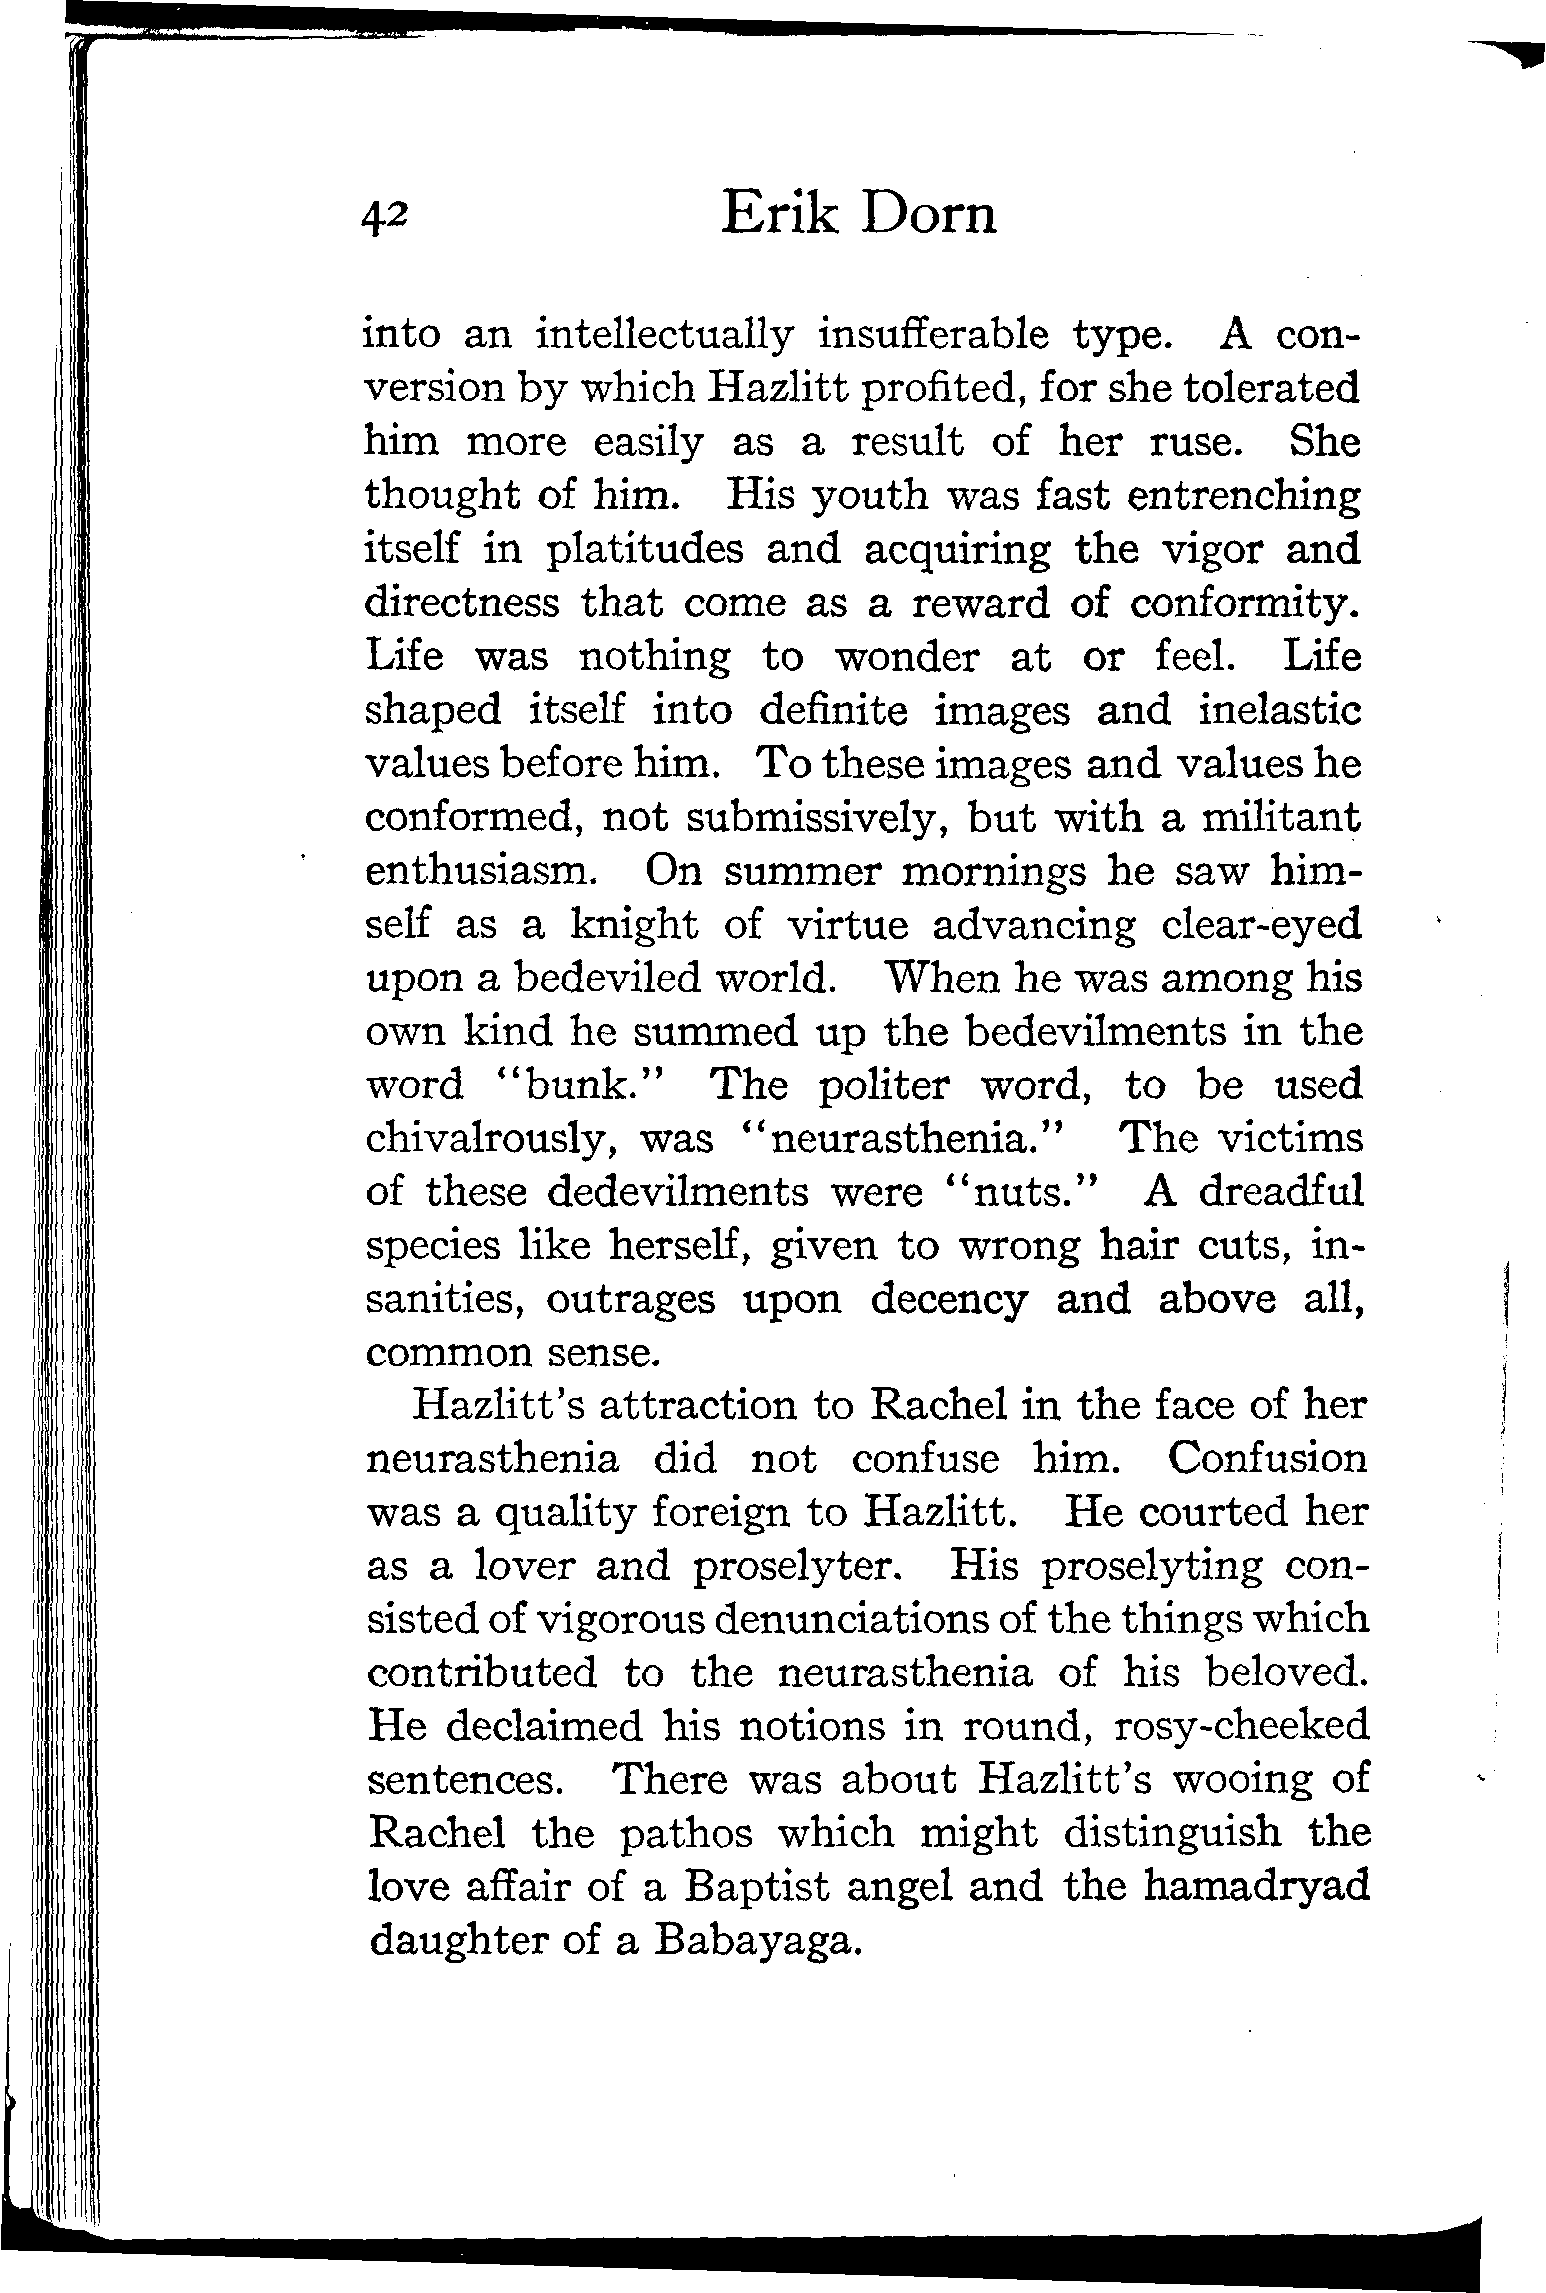 42 Erik Dorn
into an intellectually insufferable type. A con-
version by which Hazlitt profited, for she tolerated
him more easily as a result of her ruse. She
thought of him. His youth was fast entrenching
itself in platitudes and acquiring the vigor and
directness that come as a reward of conformity.
Life was nothing to wonder at or feel. Life
shaped itself into definite images and inelastic
values before him. To these images and values he
conformed, not submissively, but with a militant
enthusiasm. On summer mornings he saw him-
self as a knight of virtue advancing clear-eyed
upon a bedeviled world. When he was among his
own kind he summed up the bedevilments in the
word "bunk." The politer word, to be used
chivalrously, was "neurasthenia." The victims
of these dedevilments were "nuts." A dreadful
species like herself, given to wrong hair cuts, in-
sanities, outrages upon decency and above all,
common sense.
Hazlitt's attraction to Rachel in the face of her
neurasthenia did not confuse him. Confusion
was a quality foreign to Hazlitt. He courted her
as a lover and proselyter. His proselyting con-
sisted of vigorous denunciations of the things which
contributed to the neurasthenia of his beloved.
He declaimed his notions in round, rosy-cheeked
sentences. There was about Hazlitt's wooing of
Rachel the pathos which might distinguish the
love affair of a Baptist angel and the hamadryad
daughter of a Babayaga.